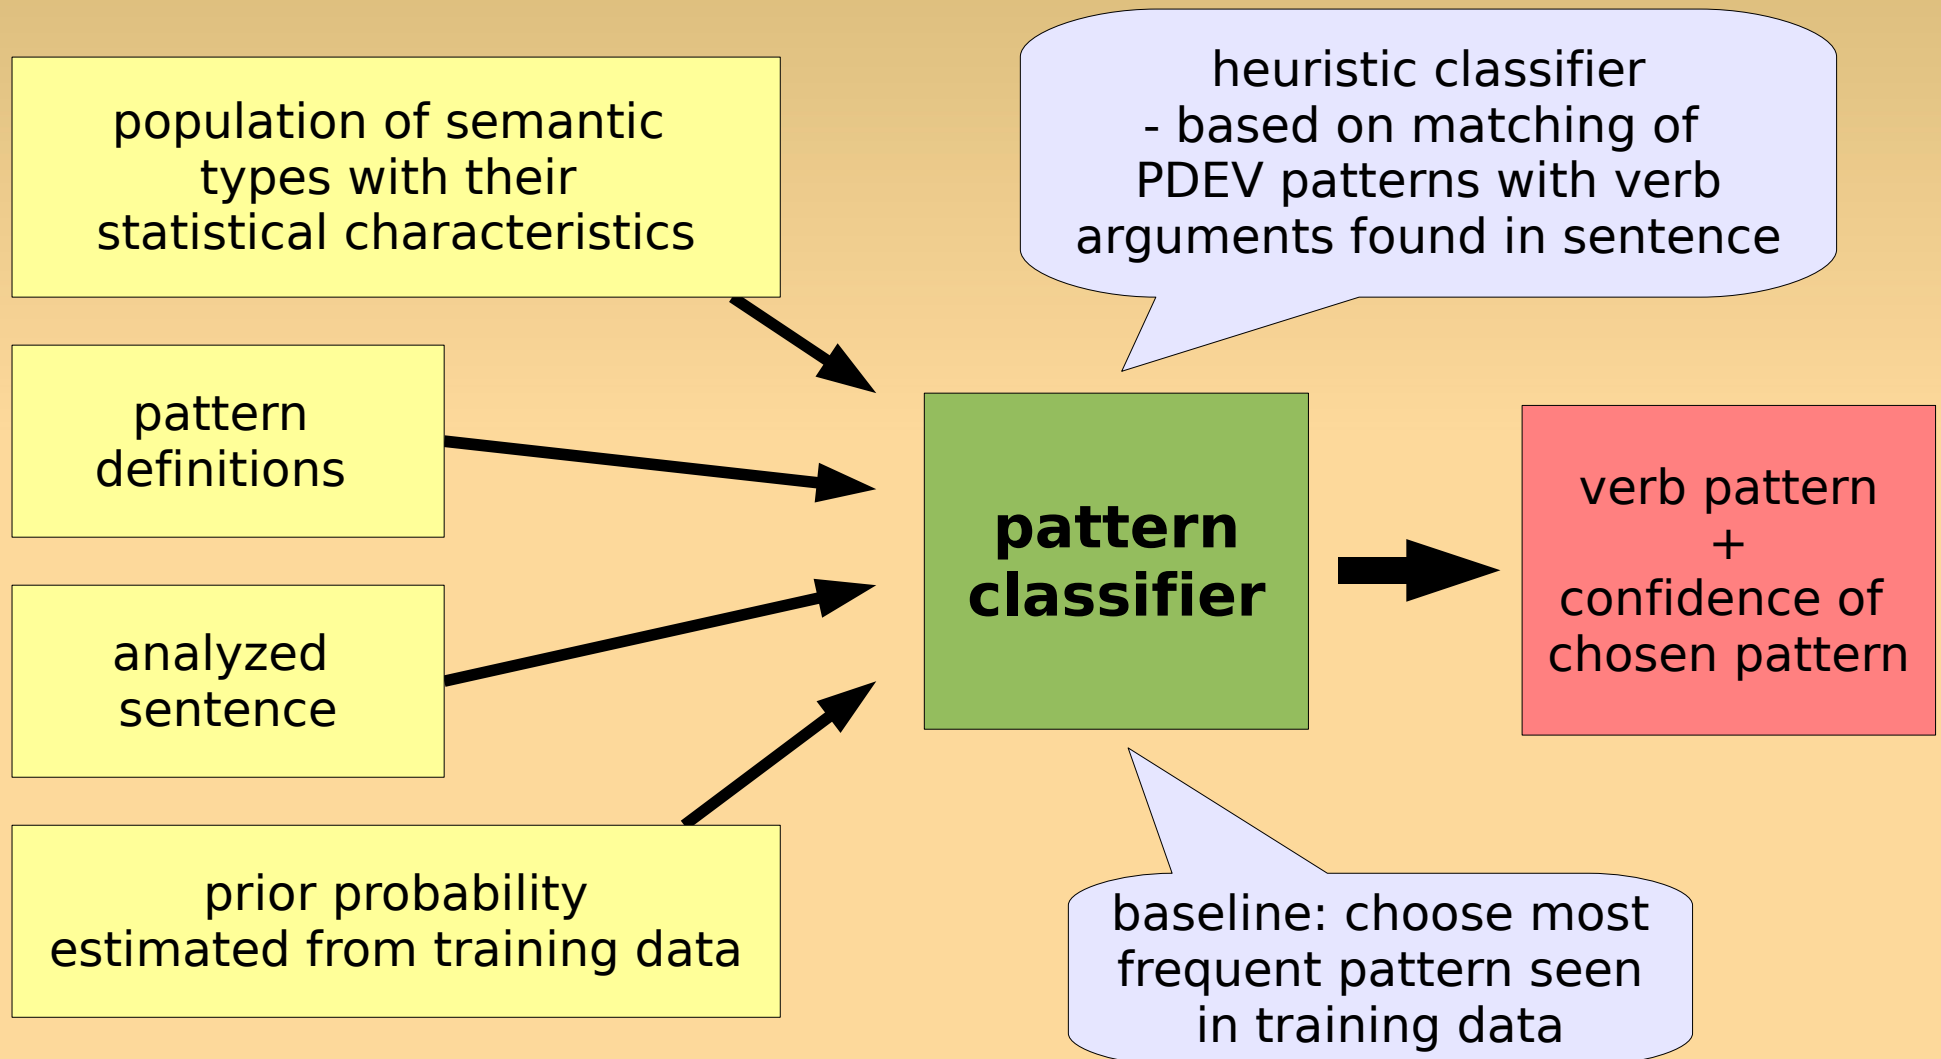 population of semantic
types with their
statistical characteristics
pattern
definitions
analyzed
sentence
prior probability
estimated from training data
heuristic classifier
- based on matching of
PDEV patterns with verb
arguments found in sentence
pattern
classifier
verb pattern
+
confidence of
chosen pattern
baseline: choose most
frequent pattern seen
in training data